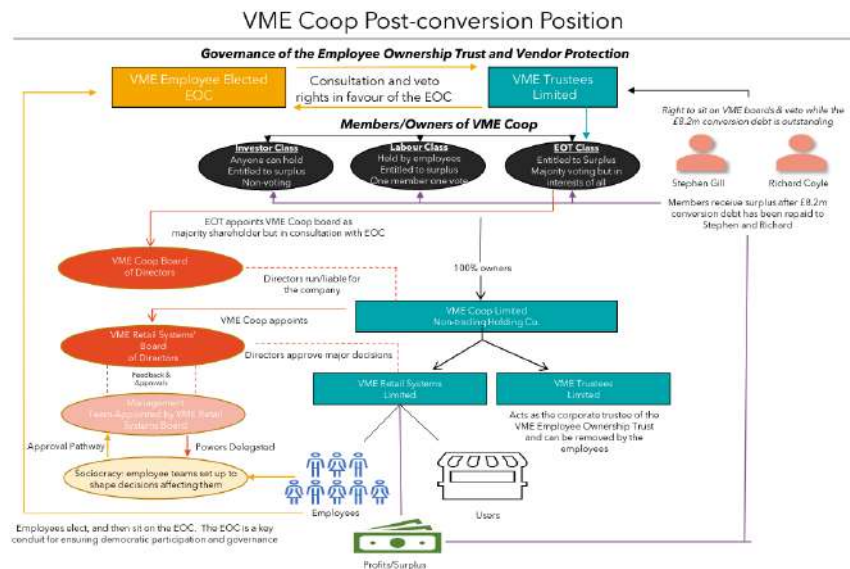 VME Coop Post-conversion Position
Governance of the Employee Ownership Trust and Vendor Protection
VME Employee Elected
EOC
Consultation and veto
rights in favour of the EOC
VME Trustees
Limited
Right to sit on VME boards & veto while the
£8.2m conversion debt is outstanding
Members/Owners of VME Coop
Investor Class
Anyone can hold
Entitled to surplus
Non-voting
Labour Class
Held by employees
Entitled to surplus
One member one vote
EOT Class
Entitled to Surplus
Majority voting but in
interests of all
Stephen Gill
Richard Coyle
Members receive surplus after £8.2m
conversion debt has been repaid to
Stephen and Richard
EOT appoints VME Coop board as
majority shareholder but in consultation with EOC
VME Coop Board
of Directors
Directors run/liable for
the company
100% owners
VME Coop appoints
VME Coop Limited
Non-trading Holding Co.
VME Retail Systems'
Board
of Directors
Directors approve major decisions
Feedback &
Approvals
VME Retail Systems
Limited
VME Trustees
Limited
Management
Team-Appointed by VME Retail
Systems Board
Acts as the corporate trustee of the
VME Employee Ownership Trust
and can be removed by the
employees
Approval Pathway
Powers Delegated
Sociocracy: employee teams set up to
shape decisions affecting them
Employees
Users
Employees elect, and then sit on the EOC. The EOC is a key
conduit for ensuring democratic participation and governance
Profits/Surplus